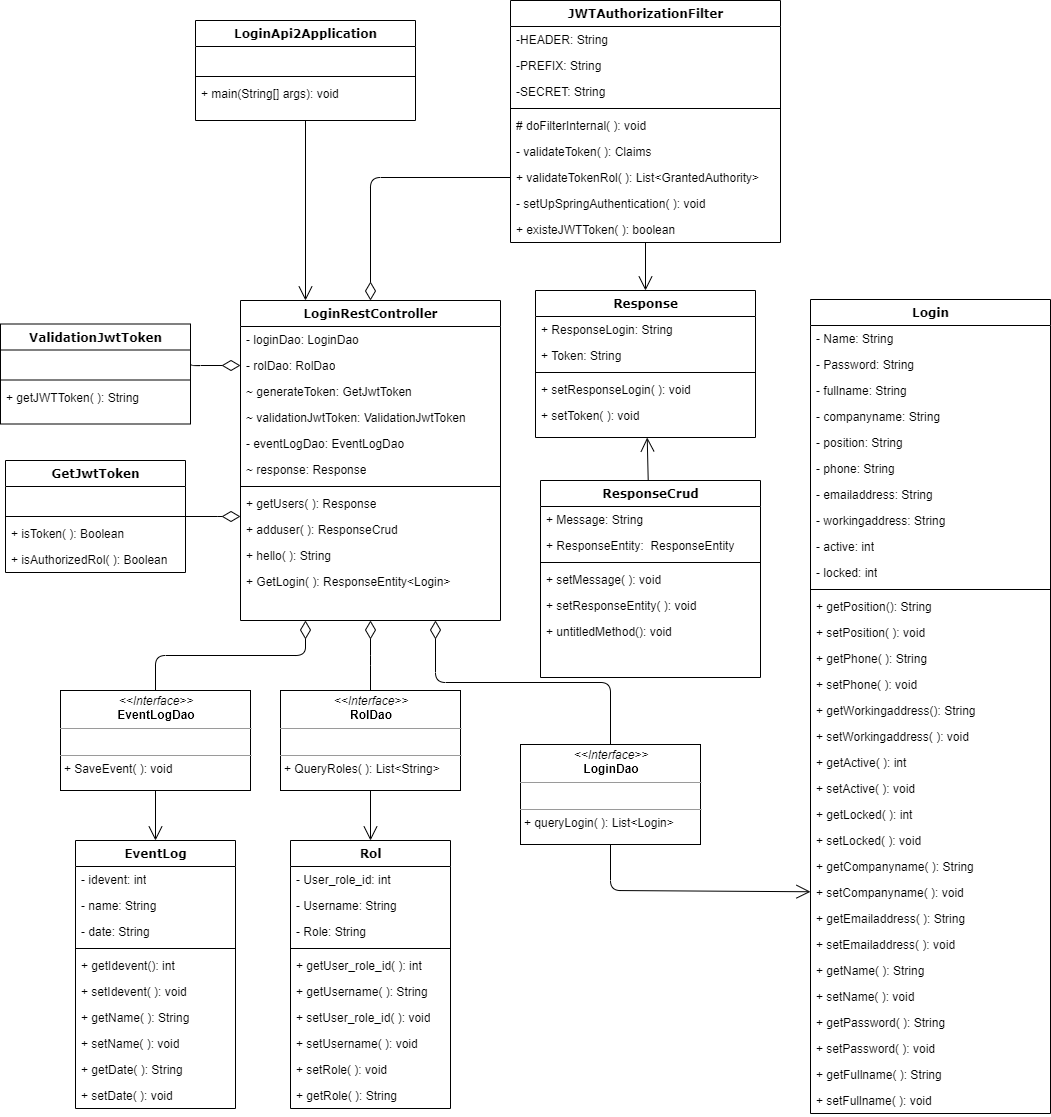 LoginApi2Application
+ main(String[] args): void
JWTAuthorizationFilter
-HEADER: String
-PREFIX: String
-SECRET: String
# doFilterInternal( ): void
- validateToken( ): Claims
+ validateTokenRol( ): List<GrantedAuthority>
- setUpSpringAuthentication( ): void
+ existeJWTToken( ): boolean
ValidationJwtToken
+ getJWTToken( ): String
GetJwtToken
+ isToken( ): Boolean
+ isAuthorizedRol( ): Boolean
LoginRestController
- loginDao: LoginDao
- rolDao: RolDao
~ generateToken: GetJwtToken
~ validationJwtToken: ValidationJwtToken
- eventLogDao: EventLogDao
~ response: Response
+ getUsers( ): Response
+ adduser( ): ResponseCrud
+ hello( ): String
+ GetLogin( ): ResponseEntity<Login>
Response
+ ResponseLogin: String
+ Token: String
+ setResponseLogin( ): void
+ setToken( ): void
ResponseCrud
+ Message: String
+ ResponseEntity:  ResponseEntity
+ setMessage( ): void
+ setResponseEntity( ): void
+ untitledMethod(): void
Login
- Name: String
- Password: String
- fullname: String
- companyname: String
- position: String
- phone: String
- emailaddress: String
- workingaddress: String
- active: int
- locked: int
+ getPosition(): String
+ setPosition( ): void
+ getPhone( ): String
+ setPhone( ): void
+ getWorkingaddress(): String
+ setWorkingaddress( ): void
+ getActive( ): int
+ setActive( ): void
+ getLocked( ): int
+ setLocked( ): void
+ getCompanyname( ): String
+ setCompanyname( ): void
+ getEmailaddress( ): String
+ setEmailaddress( ): void
+ getName( ): String
+ setName( ): void
+ getPassword( ): String
+ setPassword( ): void
+ getFullname( ): String
+ setFullname( ): void
<<Interface>>
EventLogDao
+ SaveEvent( ): void
<<Interface>>
RolDao
+ QueryRoles( ): List<String>
<<Interface>>
LoginDao
+ queryLogin( ): List<Login>
EventLog
- idevent: int
- name: String
- date: String
+ getIdevent(): int
+ setIdevent( ): void
+ getName( ): String
+ setName( ): void
+ getDate( ): String
+ setDate( ): void
Rol
- User_role_id: int
- Username: String
- Role: String
+ getUser_role_id( ): int
+ getUsername( ): String
+ setUser_role_id( ): void
+ setUsername( ): void
+ setRole( ): void
+ getRole( ): String